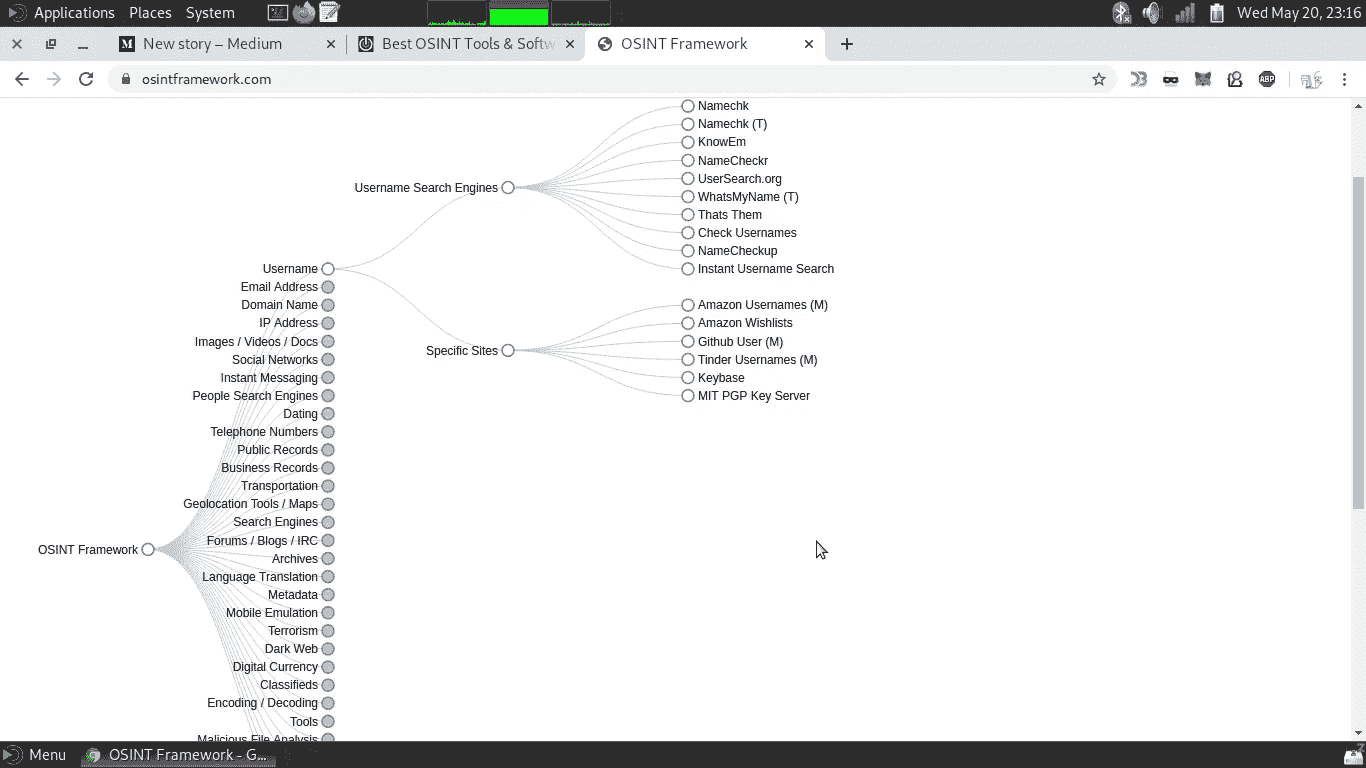 Applications Places System Wed May 20, 23:16
New story – Medium Best OSINT Tools & Softw OSINT Framework
osintframework.com ABP
Namechk
Namechk (T)
KnowEm
NameCheckr
UserSearch.org
WhatsMyName (T)
Thats Them
Check Usernames
NameCheckup
Instant Username Search
Username Search Engines
Amazon Usernames (M)
Amazon Wishlists
Github User (M)
Tinder Usernames (M)
Keybase
MIT PGP Key Server
Specific Sites
Username
Email Address
Domain Name
IP Address
Images / Videos / Docs
Social Networks
Instant Messaging
People Search Engines
Dating
Telephone Numbers
Public Records
Business Records
Transportation
Geolocation Tools / Maps
Search Engines
Forums / Blogs / IRC
Archives
Language Translation
Metadata
Mobile Emulation
Terrorism
Dark Web
Digital Currency
Classifieds
Encoding / Decoding
Tools
Malicious File Analysis
OSINT Framework
Menu OSINT Framework - G...